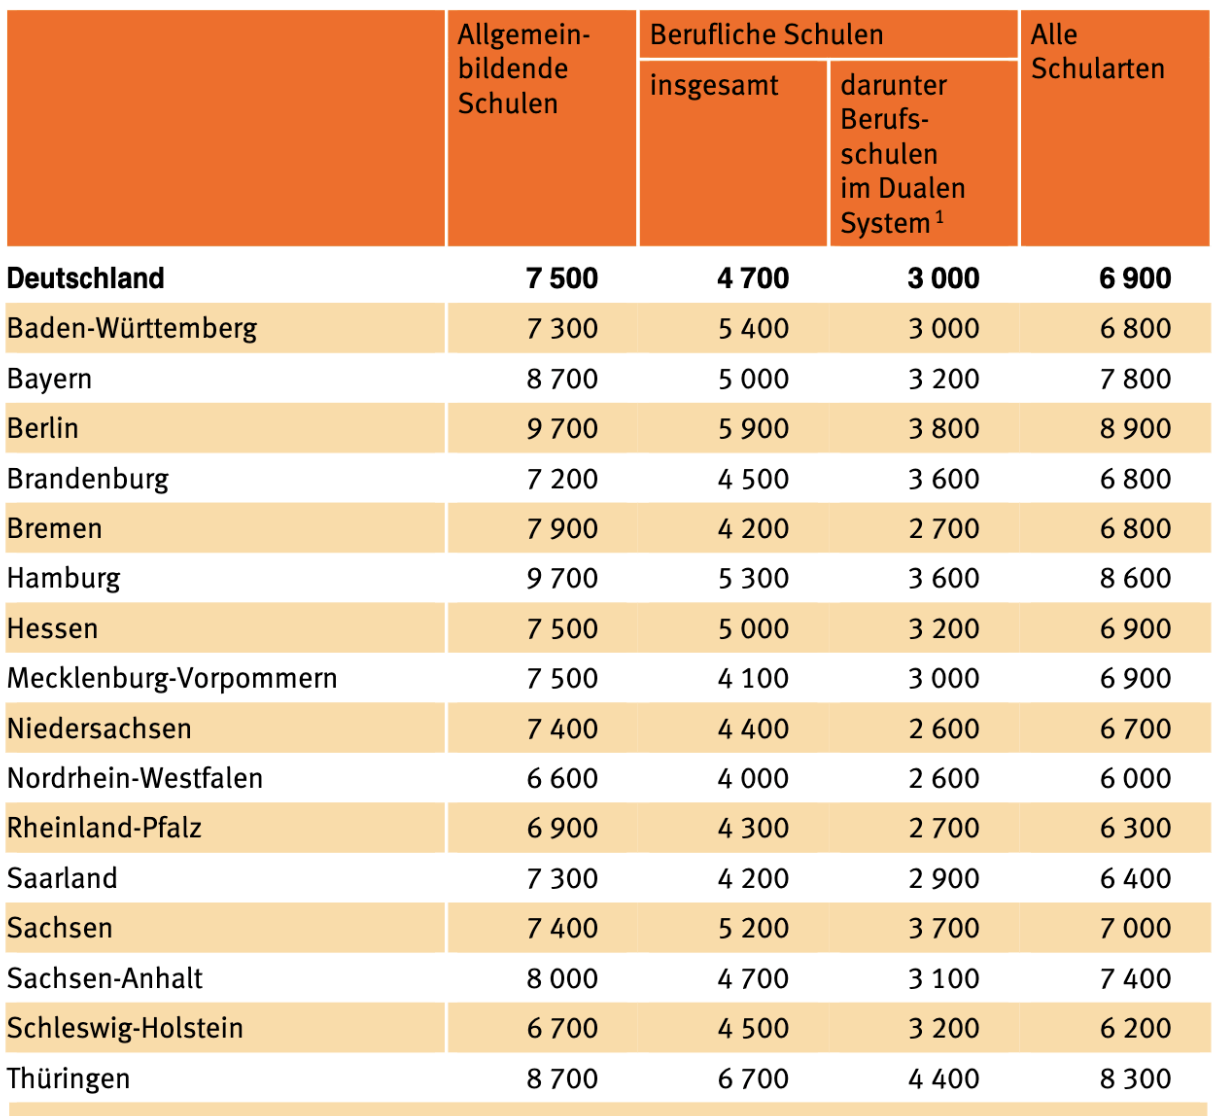 Allgemein-
bildende
Schulen
Berufliche Schulen
insgesamt
darunter
Berufs-
schulen
im Dualen
System 1
Alle
Schularten
Deutschland 7 500 4 700 3 000 6 900
Baden-Württemberg 7 300 5 400 3 000 6 800
Bayern 8 700 5 000 3 200 7 800
Berlin 9 700 5 900 3 800 8 900
Brandenburg 7 200 4 500 3 600 6 800
Bremen 7 900 4 200 2 700 6 800
Hamburg 9 700 5 300 3 600 8 600
Hessen 7 500 5 000 3 200 6 900
Mecklenburg-Vorpommern 7 500 4 100 3 000 6 900
Niedersachsen 7 400 4 400 2 600 6 700
Nordrhein-Westfalen 6 600 4 000 2 600 6 000
Rheinland-Pfalz 6 900 4 300 2 700 6 300
Saarland 7 300 4 200 2 900 6 400
Sachsen 7 400 5 200 3 700 7 000
Sachsen-Anhalt 8 000 4 700 3 100 7 400
Schleswig-Holstein 6 700 4 500 3 200 6 200
Thüringen 8 700 6 700 4 400 8 300